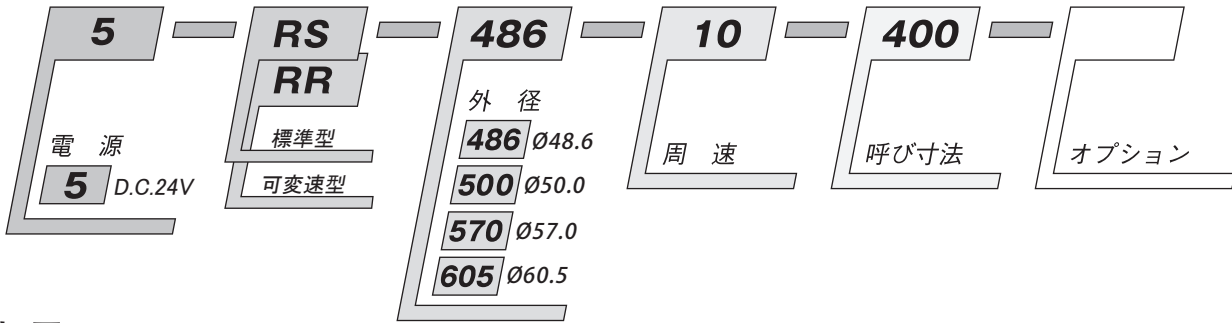 5 RS 486 10 400
RR
電 源
5 D.C.24V
標準型
可変速型
外 径
486 Ø48.6
500 Ø50.0
570 Ø57.0
605 Ø60.5
周 速
呼び寸法
オプション